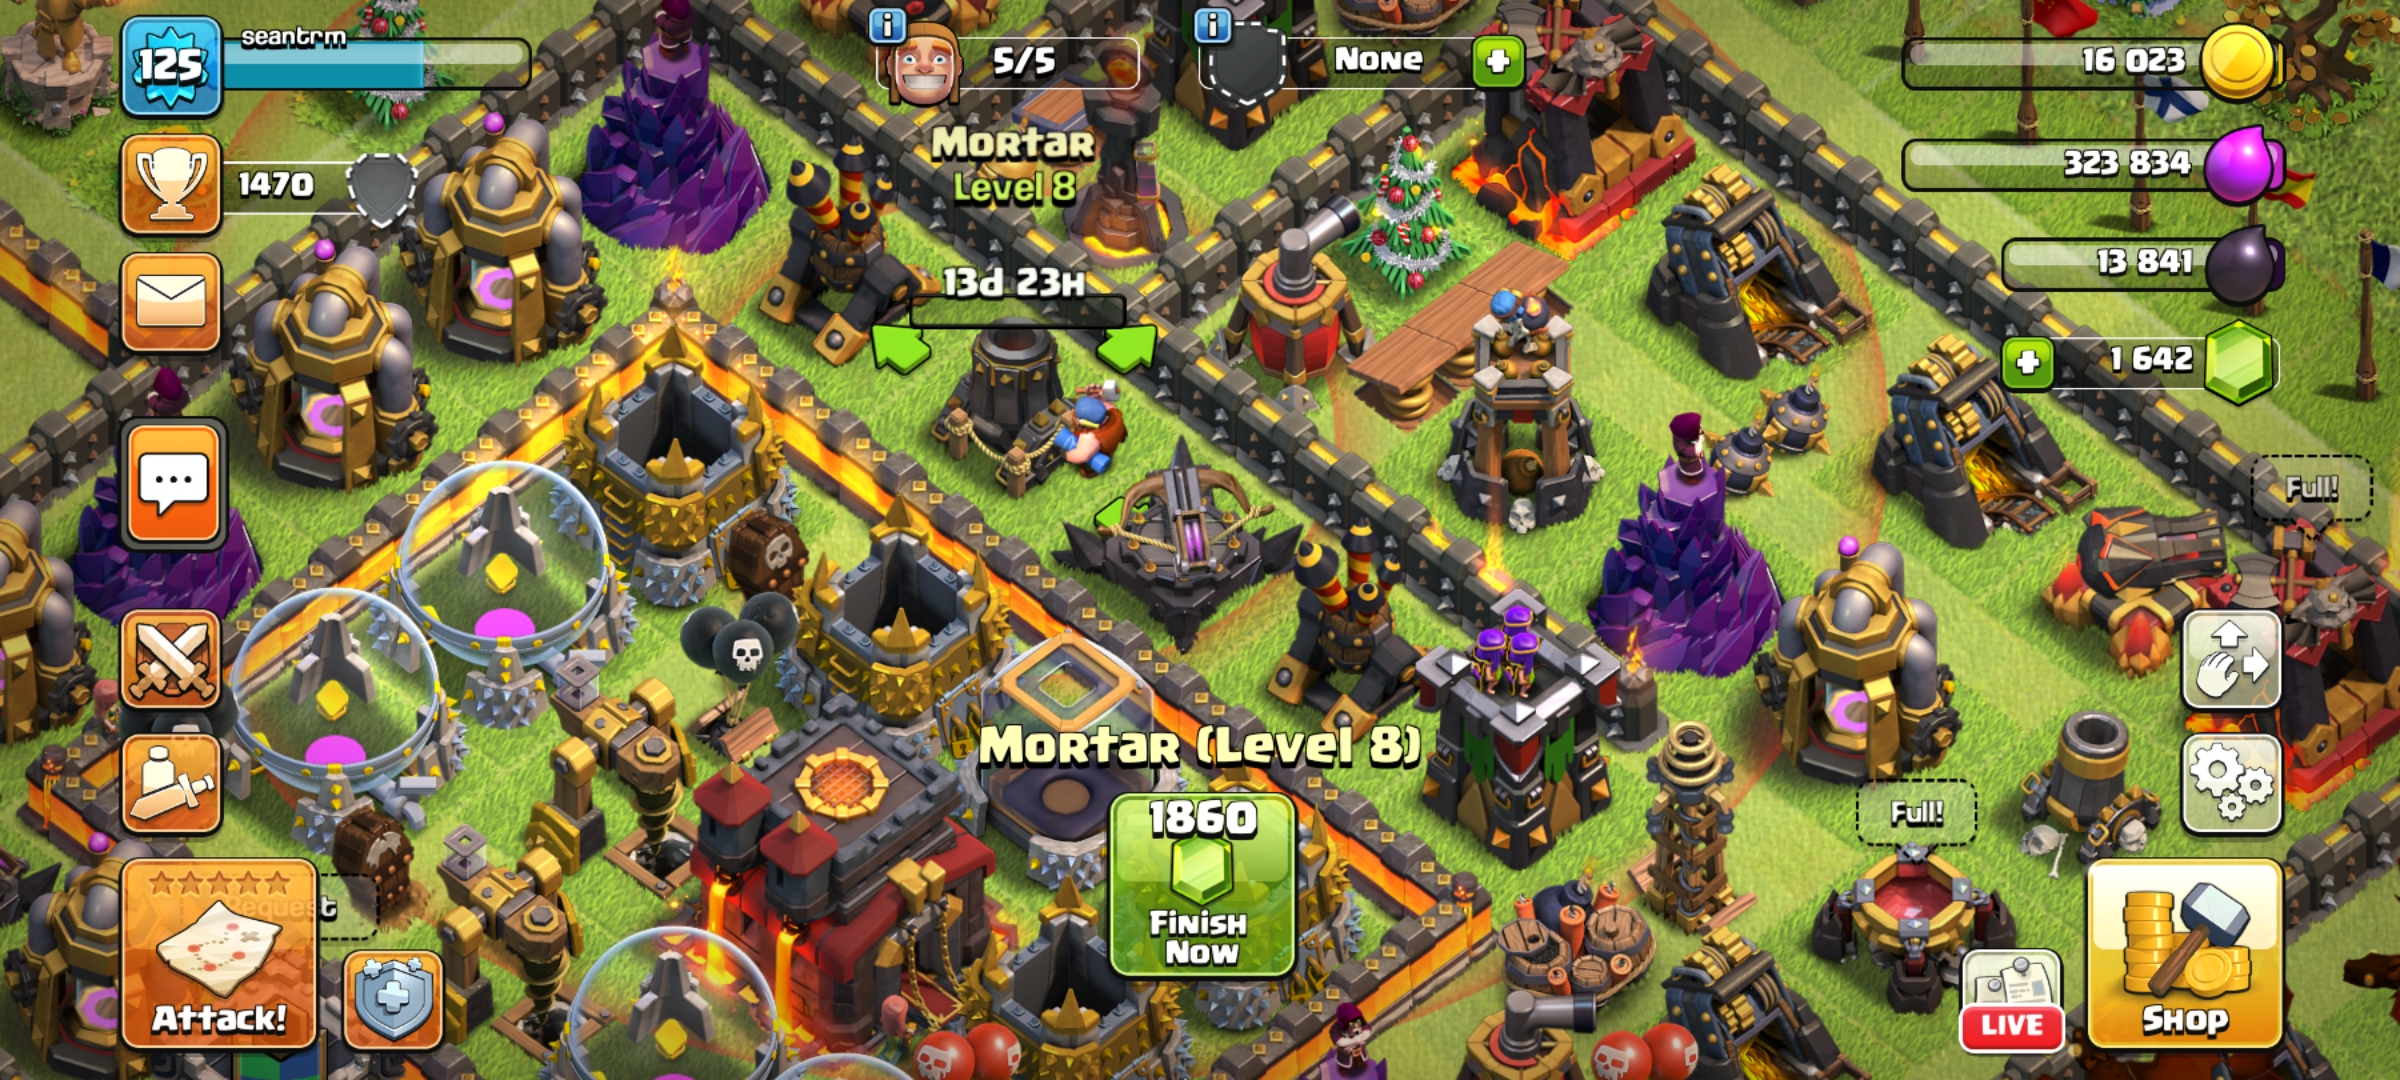 125
seantrm
5/5
None
16 023
1470
323 834
13 841
1 642
Mortar
Level 8
13d 23H
Full!
Mortar (Level 8)
1860
Finish
Now
Full!
Request
Attack!
LIVE
Shop